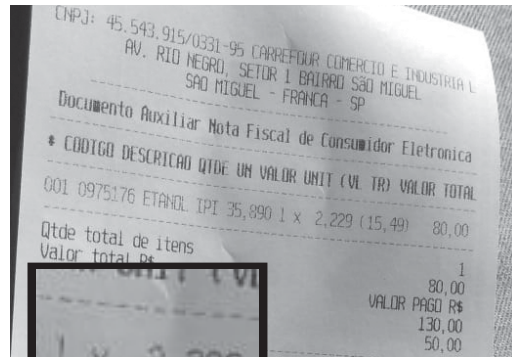 CNPJ: 45.543.915/0331-95 CARREFOUR COMERCIO E INDUSTRIA L
AV. RIO NEGRO, SETOR 1 BAIRRO SãO MIGUEL
SAO MIGUEL - FRANCA - SP
Documento Auxiliar Nota Fiscal de Consumidor Eletronica
* CODIGO DESCRICAO QTDE UN VALOR UNIT (VL TR) VALOR TOTAL
001 0975176 ETANOL IPI 35,890 l x 2,229 (15,49) 80,00
Qtde total de itens 1
Valor total R$ 80,00
VALOR PAGO R$
130,00
50,00
UNIT (VL
l x